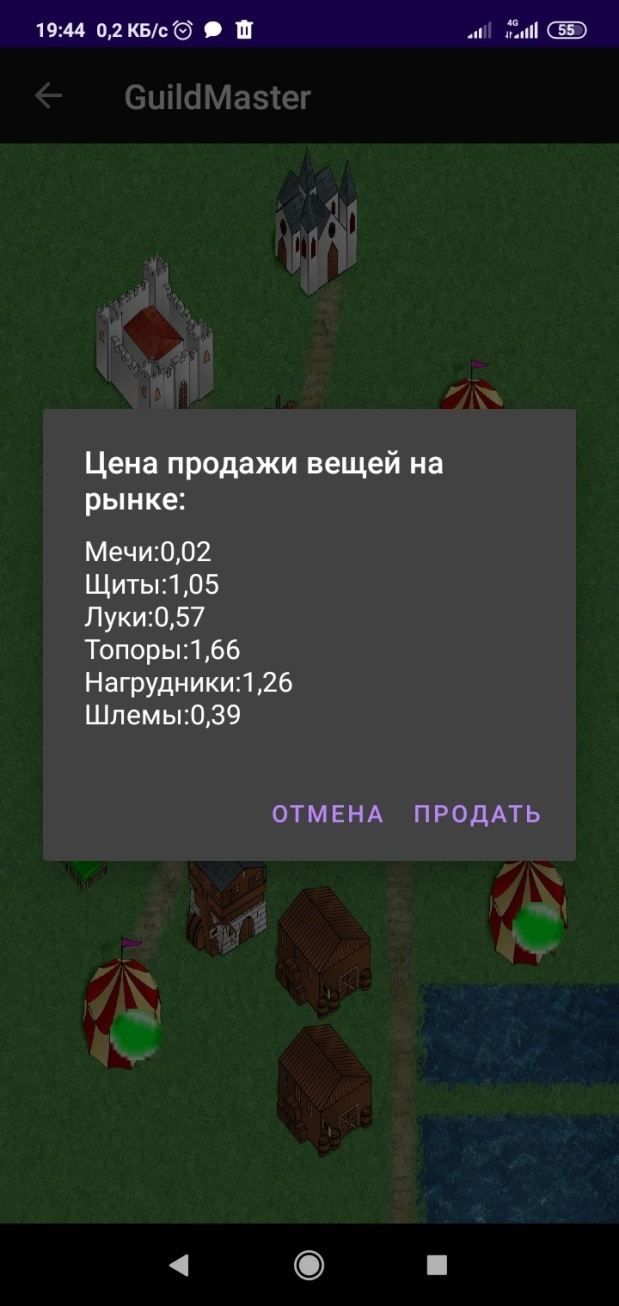 19:44 0,2 КБ/с 4G 55
GuildMaster
Цена продажи вещей на
рынке:
Мечи:0,02
Щиты:1,05
Луки:0,57
Топоры:1,66
Нагрудники:1,26
Шлемы:0,39
ОТМЕНА ПРОДАТЬ